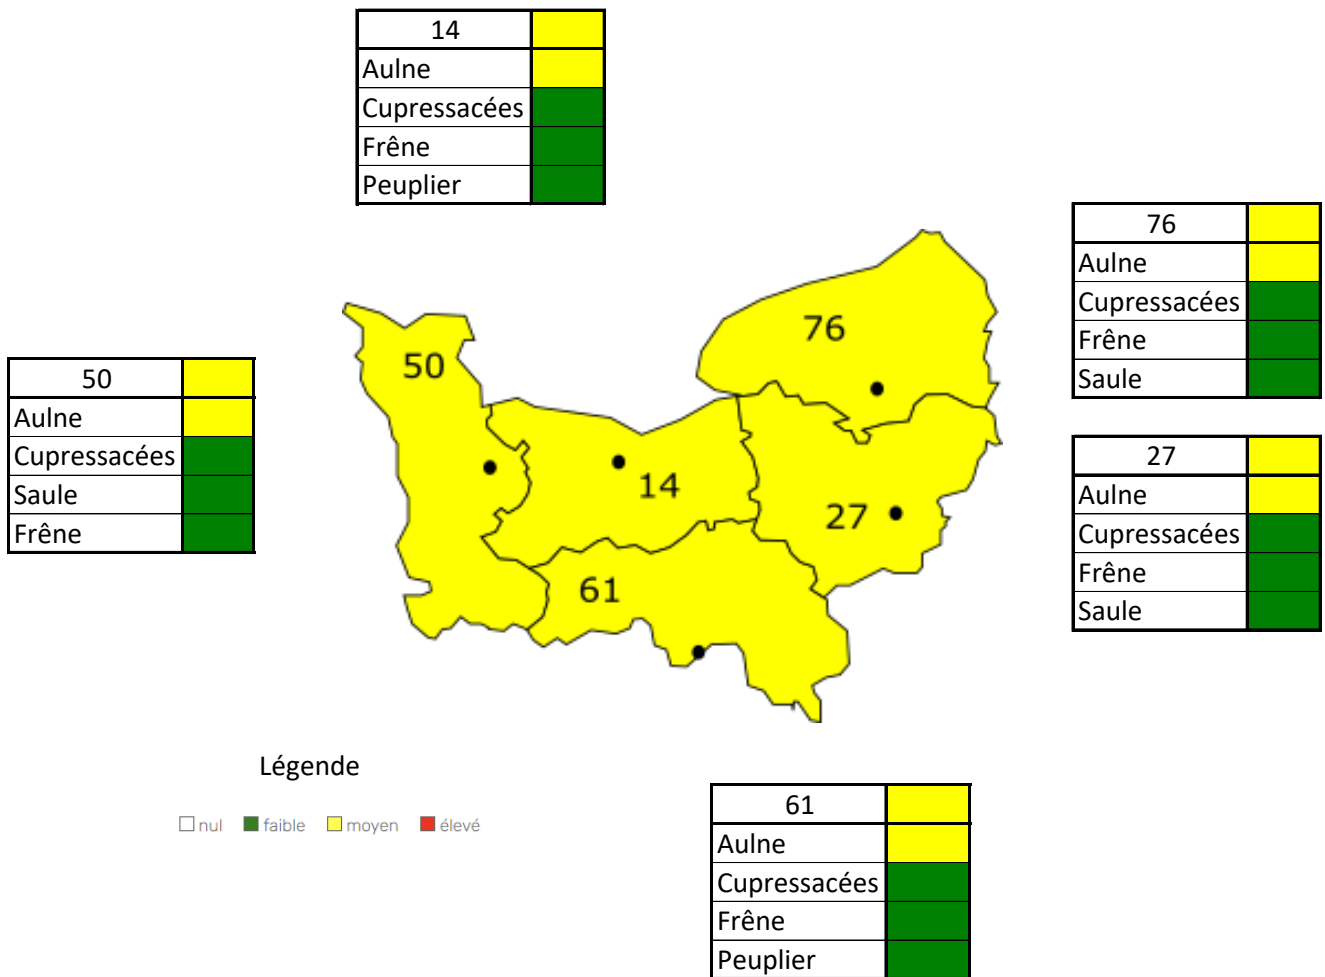 14
Aulne
Cupressacées
Frêne
Peuplier
76
Aulne
Cupressacées
Frêne
Saule
50
Aulne
Cupressacées
Saule
Frêne
76
50
14
27
61
27
Aulne
Cupressacées
Frêne
Saule
Légende
nul faible moyen élevé
61
Aulne
Cupressacées
Frêne
Peuplier